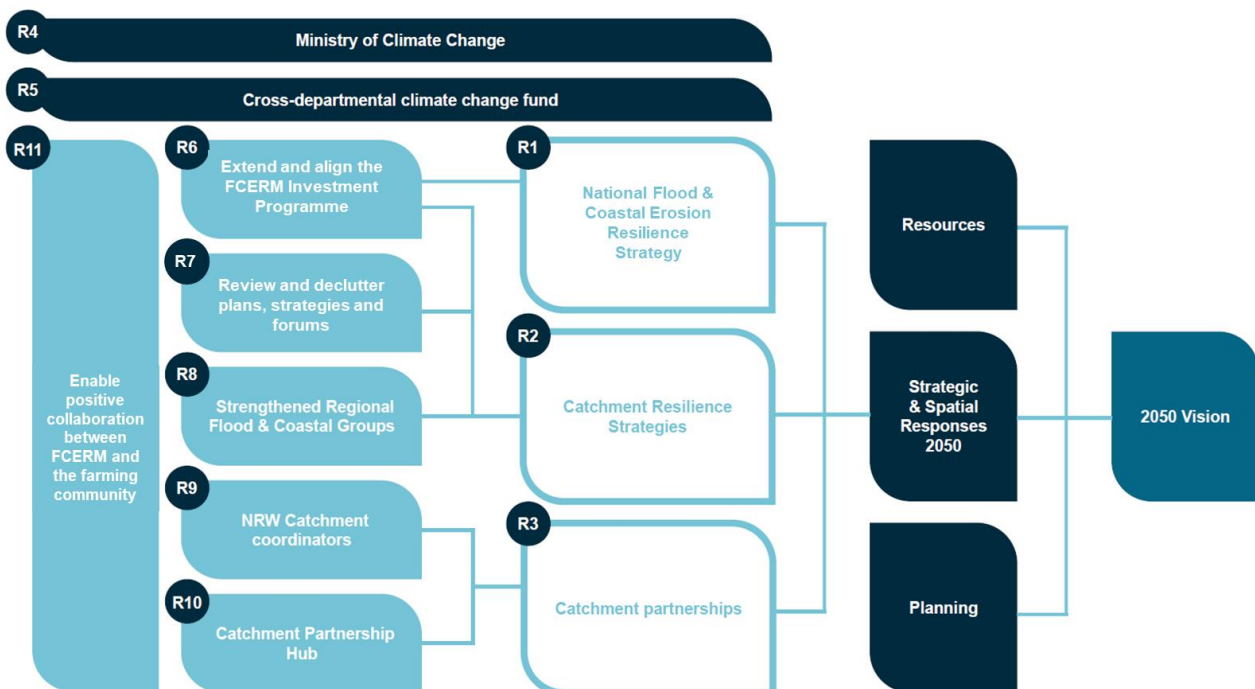 R4
Ministry of Climate Change
R5
Cross-departmental climate change fund
R11
Enable
positive
collaboration
between
FCERM and
the farming
community
R6
Extend and align the
FCERM Investment
Programme
R7
Review and declutter
plans, strategies and
forums
R8
Strengthened Regional
Flood & Coastal Groups
R9
NRW Catchment
coordinators
R10
Catchment Partnership
Hub
R1
National Flood &
Coastal Erosion
Resilience
Strategy
R2
Catchment Resilience
Strategies
R3
Catchment partnerships
Resources
Strategic
& Spatial
Responses
2050
Planning
2050 Vision